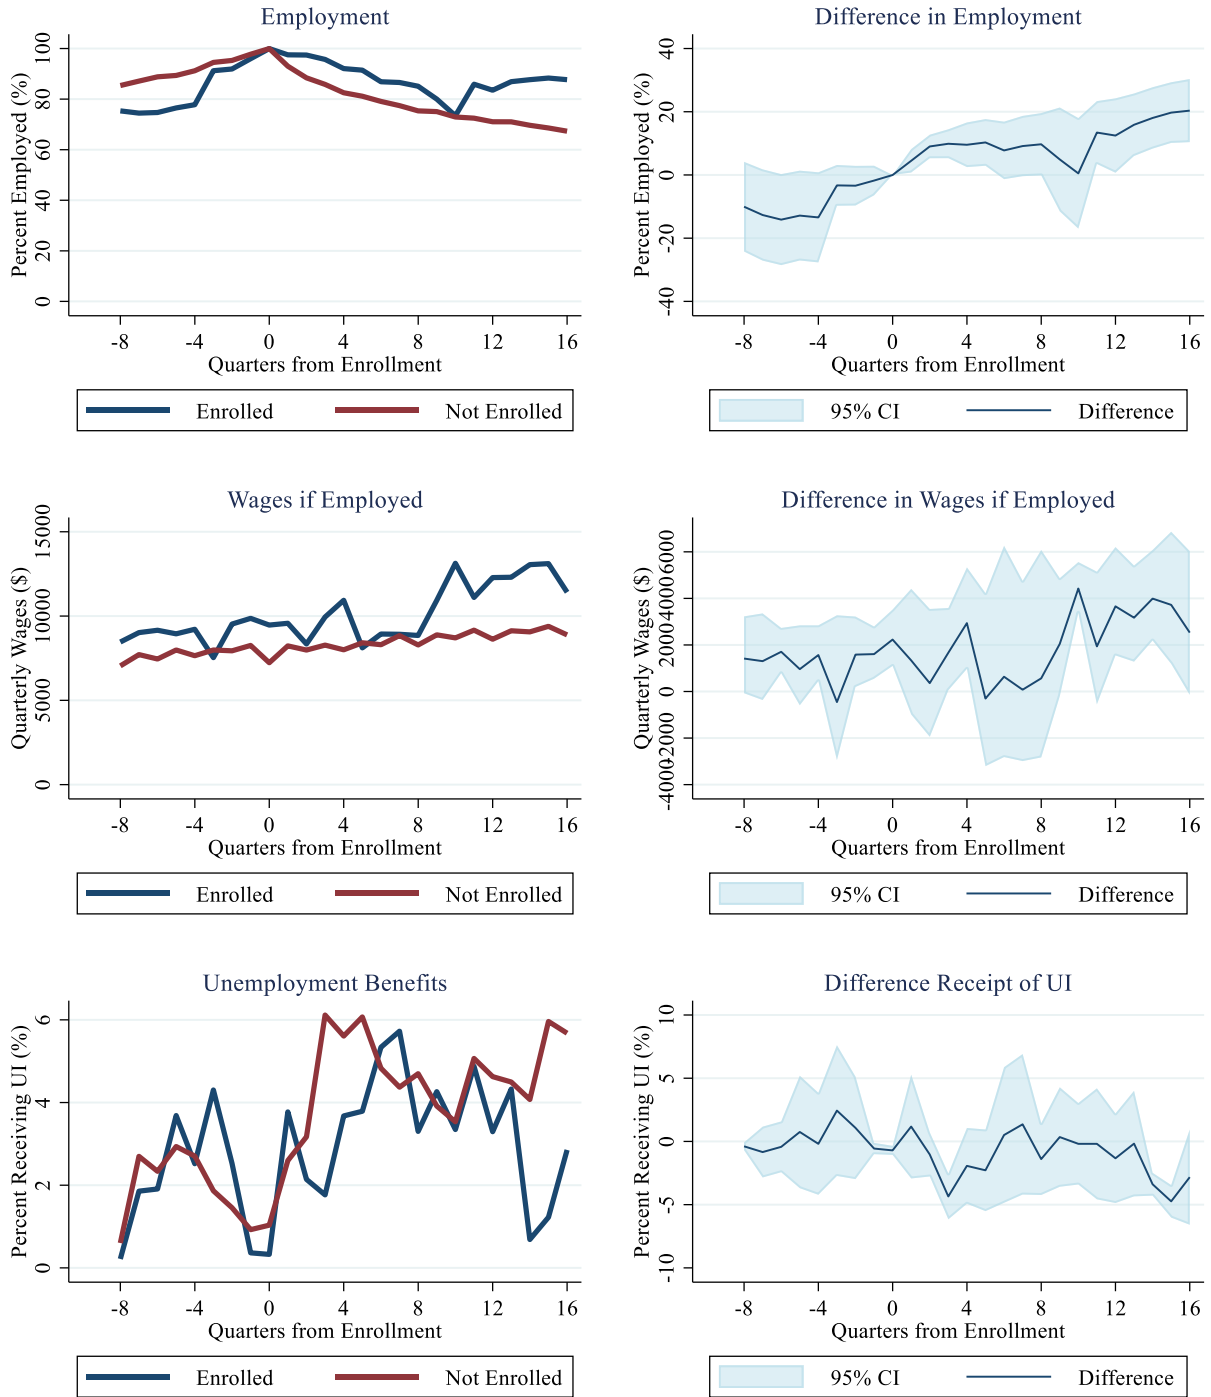 Employment
Percent Employed (%)
100
80
60
40
20
0
-8 -4 0 4 8 12 16
Quarters from Enrollment
Enrolled Not Enrolled
Difference in Employment
Percent Employed (%)
40
20
0
-20
-40
-8 -4 0 4 8 12 16
Quarters from Enrollment
95% CI Difference
Wages if Employed
Quarterly Wages ($)
15000
10000
5000
0
-8 -4 0 4 8 12 16
Quarters from Enrollment
Enrolled Not Enrolled
Difference in Wages if Employed
Quarterly Wages ($)
6000
4000
2000
0
-2000
-4000
-8 -4 0 4 8 12 16
Quarters from Enrollment
95% CI Difference
Unemployment Benefits
Percent Receiving UI (%)
6
4
2
0
-8 -4 0 4 8 12 16
Quarters from Enrollment
Enrolled Not Enrolled
Difference Receipt of UI
Percent Receiving UI (%)
10
5
0
-5
-10
-8 -4 0 4 8 12 16
Quarters from Enrollment
95% CI Difference